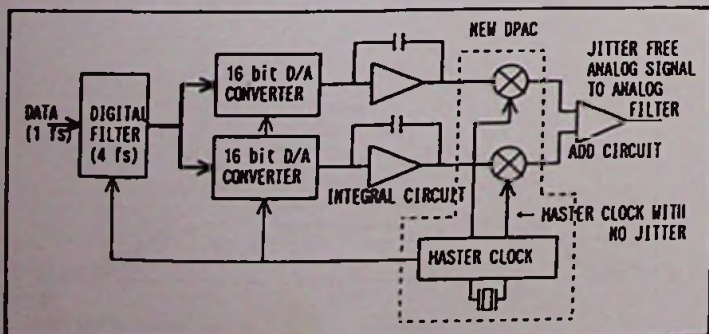 NEW DPAC
JITTER FREE
ANALOG SIGNAL
TO ANALOG
FILTER
16 bit D/A
CONVERTER
DATA
(1 fs)
DIGITAL
FILTER
(4 fs)
16 bit D/A
CONVERTER
ADD CIRCUIT
INTEGRAL CIRCUIT
← MASTER CLOCK WITH
NO JITTER
MASTER CLOCK